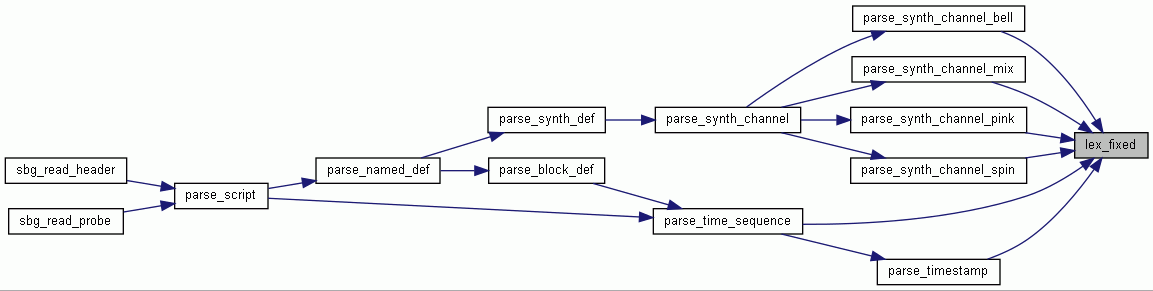 parse_synth_channel_bell
parse_synth_channel_mix
parse_synth_def
parse_synth_channel
parse_synth_channel_pink
lex_fixed
sbg_read_header
parse_named_def
parse_block_def
parse_synth_channel_spin
parse_script
sbg_read_probe
parse_time_sequence
parse_timestamp